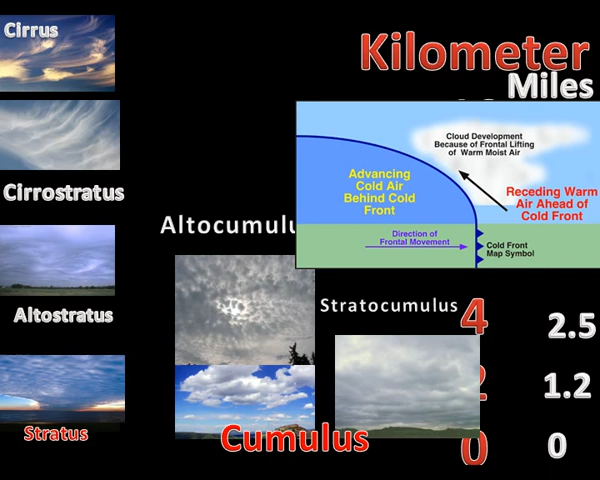 Cirrus
Kilometer
Miles
Cloud Development
Because of Frontal Lifting
of Warm Moist Air
Advancing
Cold Air
Behind Cold
Front
Receding Warm
Air Ahead of
Cold Front
Cirrostratus
Direction of
Frontal Movement
Cold Front
Map Symbol
Stratocumulus
Altostratus
4 2.5
2 1.2
Stratus
Cumulus
0 0